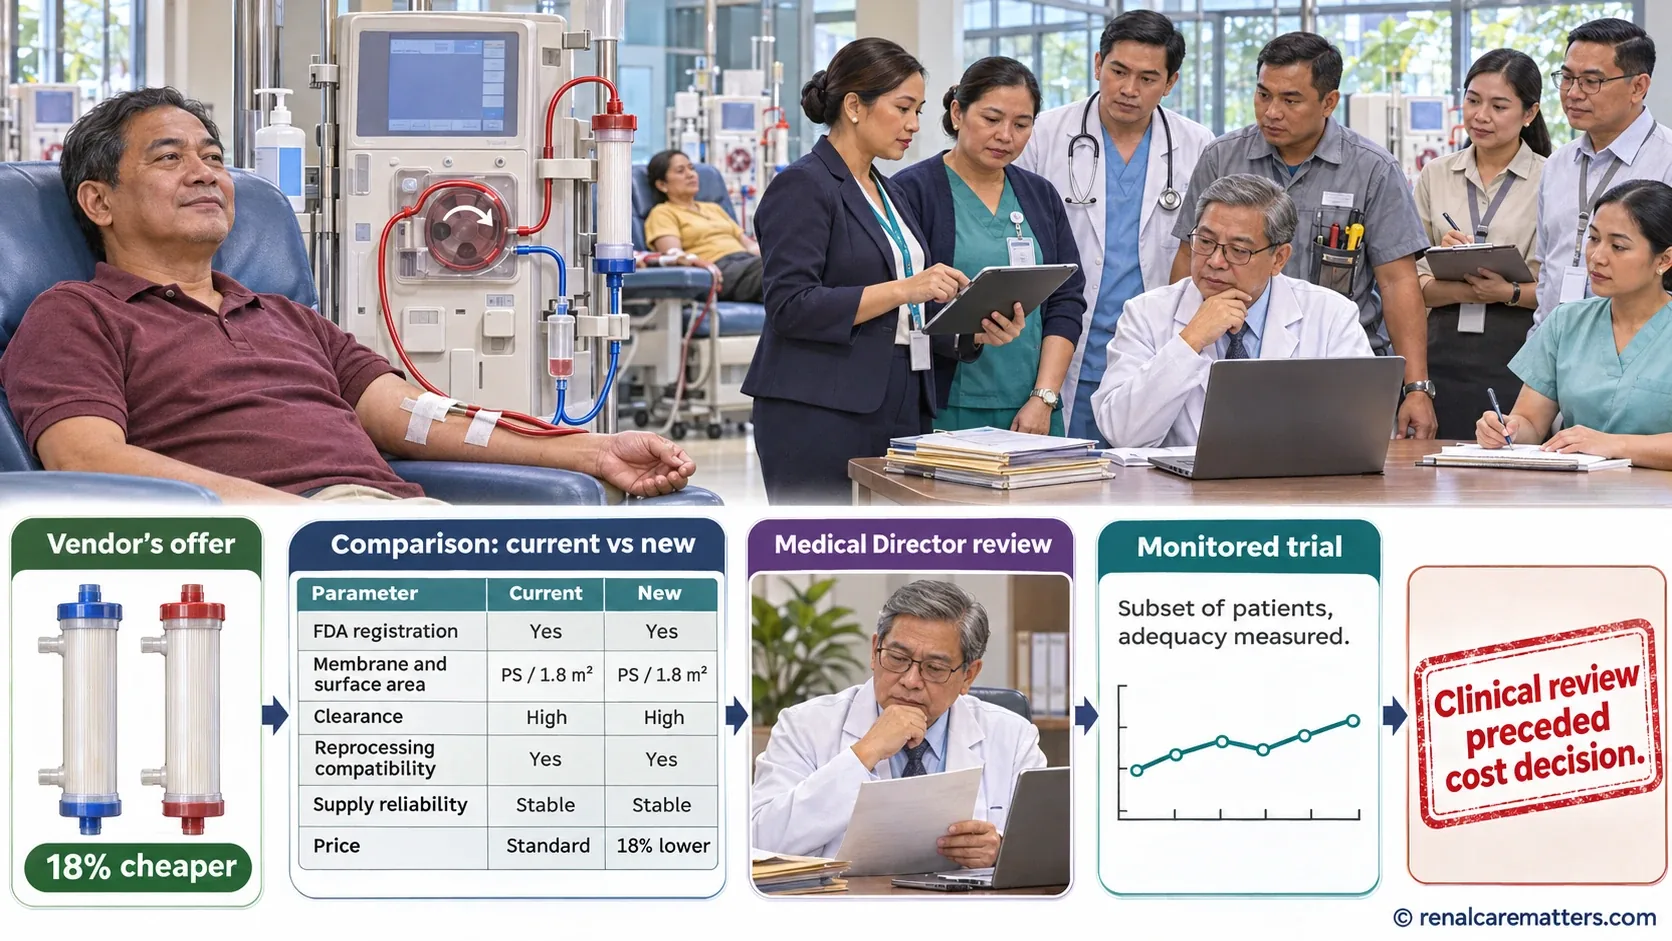 Vendor's offer
18% cheaper
Comparison: current vs new
Parameter Current New
FDA registration Yes Yes
Membrane and
surface area PS / 1.8 m² PS / 1.8 m²
Clearance High High
Reprocessing
compatibility Yes Yes
Supply reliability Stable Stable
Price Standard 18% lower
Medical Director review
Monitored trial
Subset of patients,
adequacy measured.
Clinical review
preceded
cost decision.
© renalcarematters.com